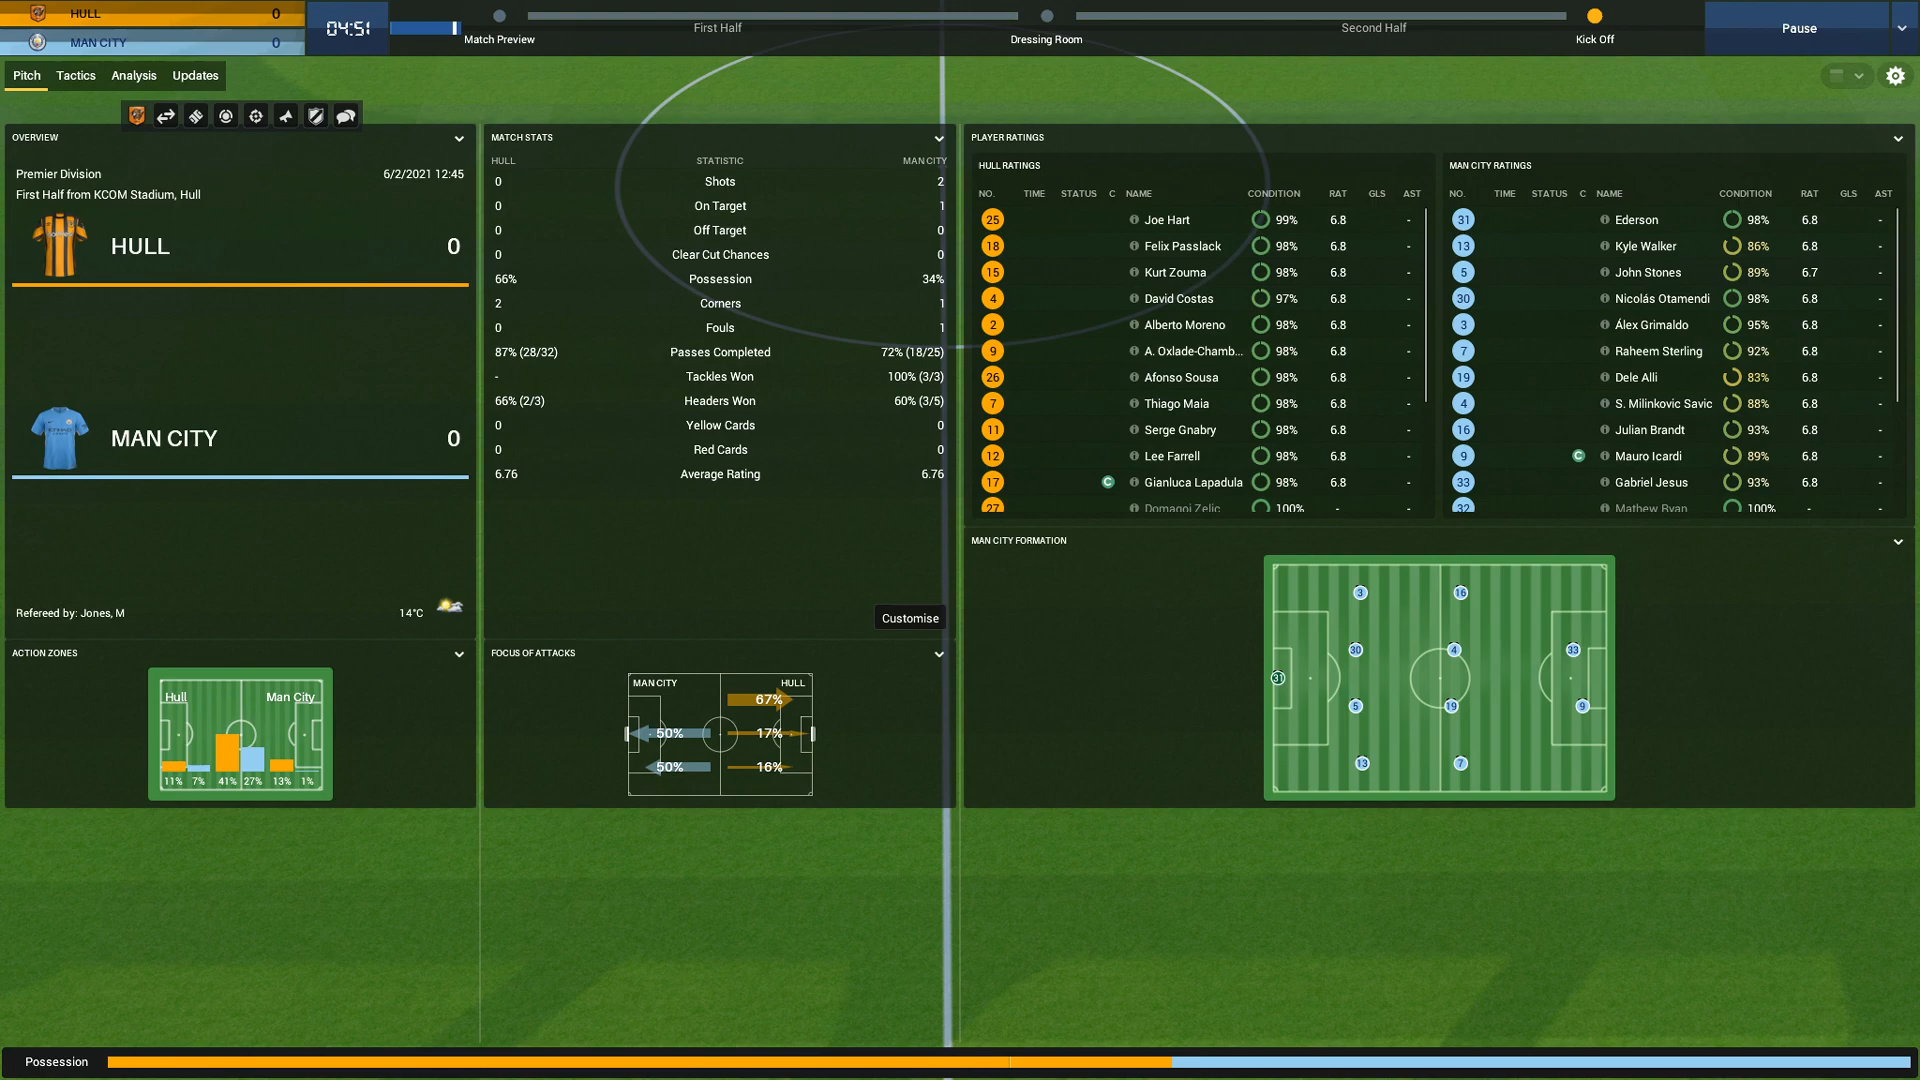 HULL 0
MAN CITY 0
04:51
Match Preview
First Half
Dressing Room
Second Half
Kick Off
Pause
Pitch Tactics Analysis Updates
OVERVIEW
Premier Division 6/2/2021 12:45
First Half from KCOM Stadium, Hull
HULL 0
MAN CITY 0
Refereed by: Jones, M 14°C
MATCH STATS
HULL STATISTIC MAN CITY
0 Shots 2
0 On Target 1
0 Off Target 0
0 Clear Cut Chances 0
66% Possession 34%
2 Corners 1
0 Fouls 1
87% (28/32) Passes Completed 72% (18/25)
- Tackles Won 100% (3/3)
66% (2/3) Headers Won 60% (3/5)
0 Yellow Cards 0
0 Red Cards 0
6.76 Average Rating 6.76
Customise
PLAYER RATINGS
HULL RATINGS
NO. TIME STATUS C NAME CONDITION RAT GLS AST
25 Joe Hart 99% 6.8 -
18 Felix Passlack 98% 6.8 -
15 Kurt Zouma 98% 6.8 -
4 David Costas 97% 6.8 -
2 Alberto Moreno 98% 6.8 -
9 A. Oxlade-Chamb... 98% 6.8 -
26 Afonso Sousa 98% 6.8 -
7 Thiago Maia 98% 6.8 -
11 Serge Gnabry 98% 6.8 -
12 Lee Farrell 98% 6.8 -
17 C Gianluca Lapadula 98% 6.8 -
27 Domagoj Zelic 100% - -
MAN CITY RATINGS
NO. TIME STATUS C NAME CONDITION RAT GLS AST
31 Ederson 98% 6.8 -
13 Kyle Walker 86% 6.8 -
5 John Stones 89% 6.7 -
30 Nicolás Otamendi 98% 6.8 -
3 Álex Grimaldo 95% 6.8 -
7 Raheem Sterling 92% 6.8 -
19 Dele Alli 83% 6.8 -
4 S. Milinkovic Savic 88% 6.8 -
16 Julian Brandt 93% 6.8 -
9 C Mauro Icardi 89% 6.8 -
33 Gabriel Jesus 93% 6.8 -
32 Mathew Ryan 100% - -
MAN CITY FORMATION
3 16
30 4 33
31
5 19 9
13 7
ACTION ZONES
Hull Man City
11% 7% 41% 27% 13% 1%
FOCUS OF ATTACKS
MAN CITY HULL
67%
50% 17%
50% 16%
Possession